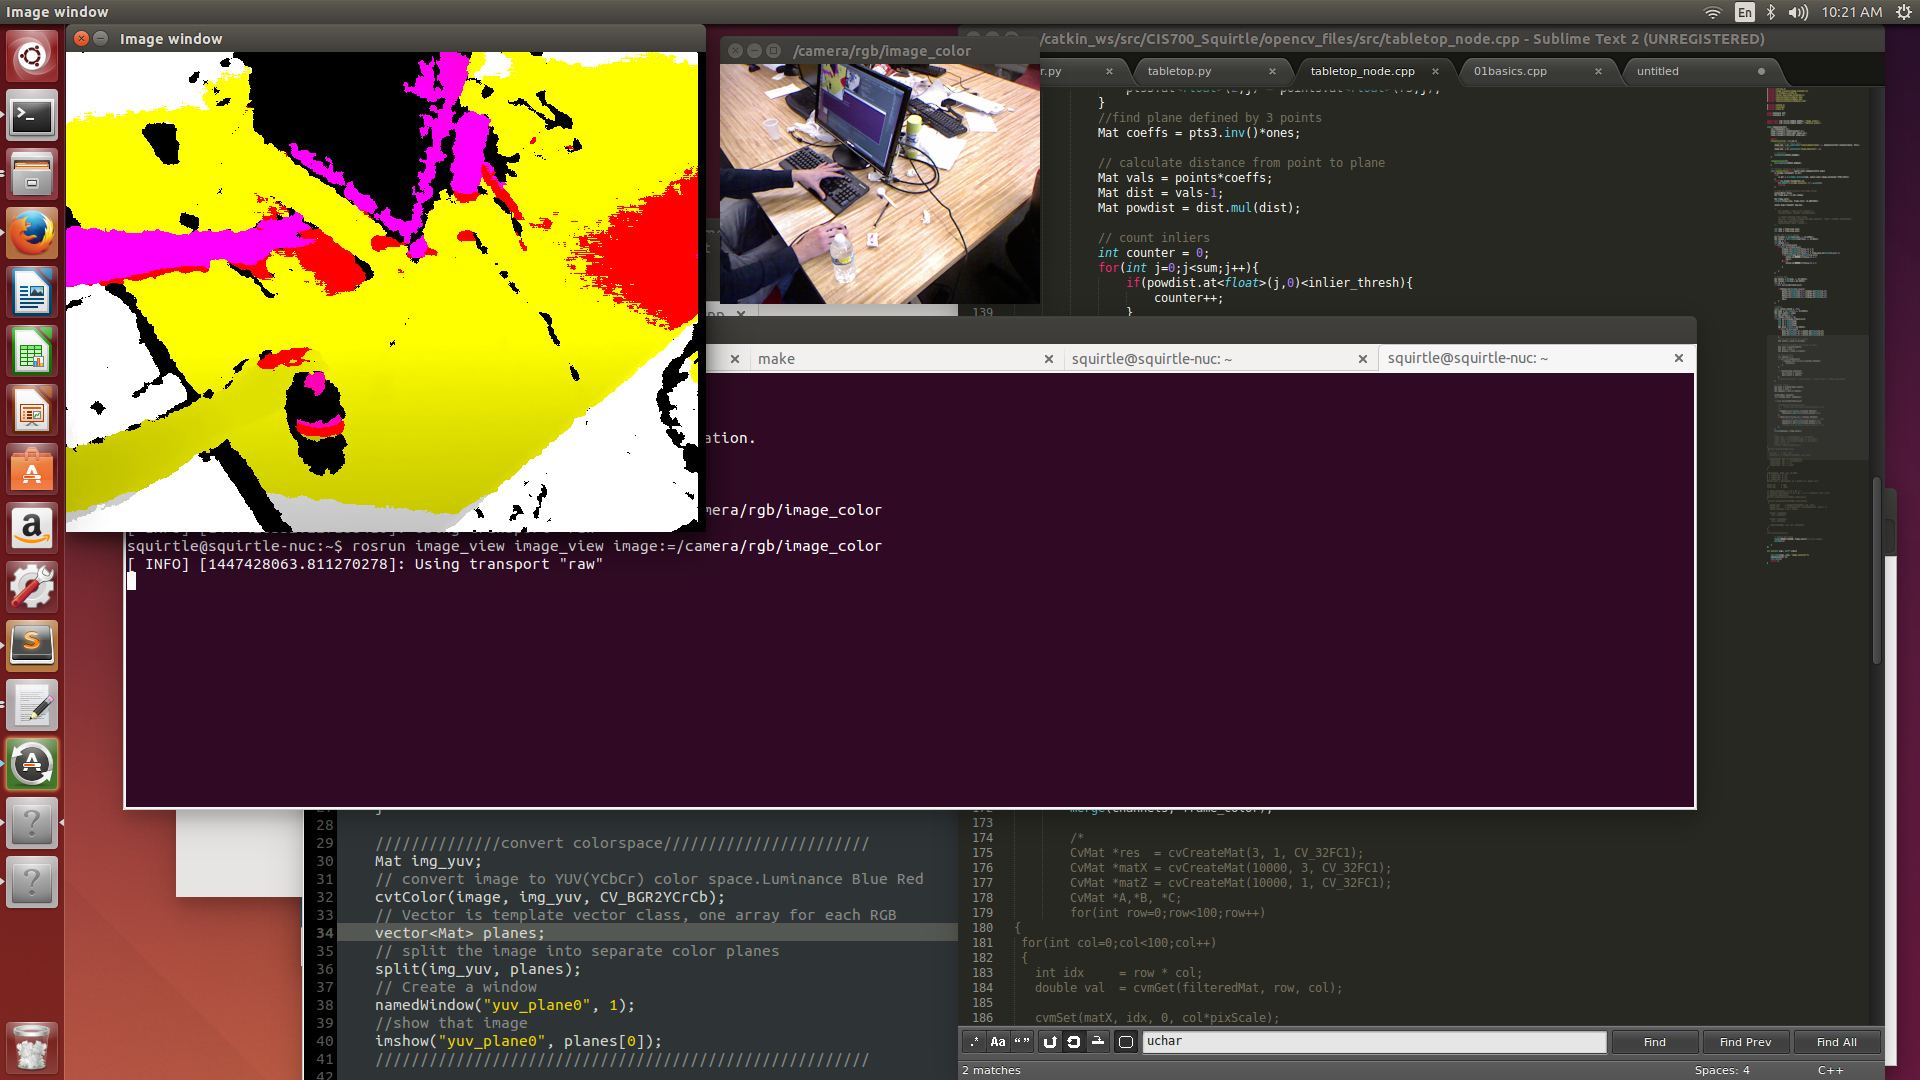 Image window
En
10:21 AM
Image window
/camera/rgb/image_color
/catkin_ws/src/CIS700_Squirtle/opencv_files/src/tabletop_node.cpp - Sublime Text 2 (UNREGISTERED)
r.py
tabletop.py
tabletop_node.cpp
01basics.cpp
untitled
}
//find plane defined by 3 points
Mat coeffs = pts3.inv()*ones;
// calculate distance from point to plane
Mat vals = points*coeffs;
Mat dist = vals-1;
Mat powdist = dist.mul(dist);
// count inliers
int counter = 0;
for(int j=0;j<sum;j++){
if(powdist.at<float>(j,0)<inlier_thresh){
counter++;
139 }
make
squirtle@squirtle-nuc: ~
squirtle@squirtle-nuc: ~
ation.
mera/rgb/image_color
squirtle@squirtle-nuc:~$ rosrun image_view image_view image:=/camera/rgb/image_color
[ INFO] [1447428063.811270278]: Using transport "raw"
28
29 //////////////convert colorspace///////////////////////
30 Mat img_yuv;
31 // convert image to YUV(YCbCr) color space.Luminance Blue Red
32 cvtColor(image, img_yuv, CV_BGR2YCrCb);
33 // Vector is template vector class, one array for each RGB
34 vector<Mat> planes;
35 // split the image into separate color planes
36 split(img_yuv, planes);
37 // Create a window
38 namedWindow("yuv_plane0", 1);
39 //show that image
40 imshow("yuv_plane0", planes[0]);
41 ///////////////////////////////////////////////////////
42
172 merge(channels, frame_color);
173
174 /*
175 CvMat *res  = cvCreateMat(3, 1, CV_32FC1);
176 CvMat *matX = cvCreateMat(10000, 3, CV_32FC1);
177 CvMat *matZ = cvCreateMat(10000, 1, CV_32FC1);
178 CvMat *A,*B, *C;
179 for(int row=0;row<100;row++)
180 {
181 for(int col=0;col<100;col++)
182 {
183 int idx     = row * col;
184 double val  = cvmGet(filteredMat, row, col);
185
186 cvmSet(matX, idx, 0, col*pixScale);
.* Aa “”
uchar
Find
Find Prev
Find All
2 matches
Spaces: 4
C++